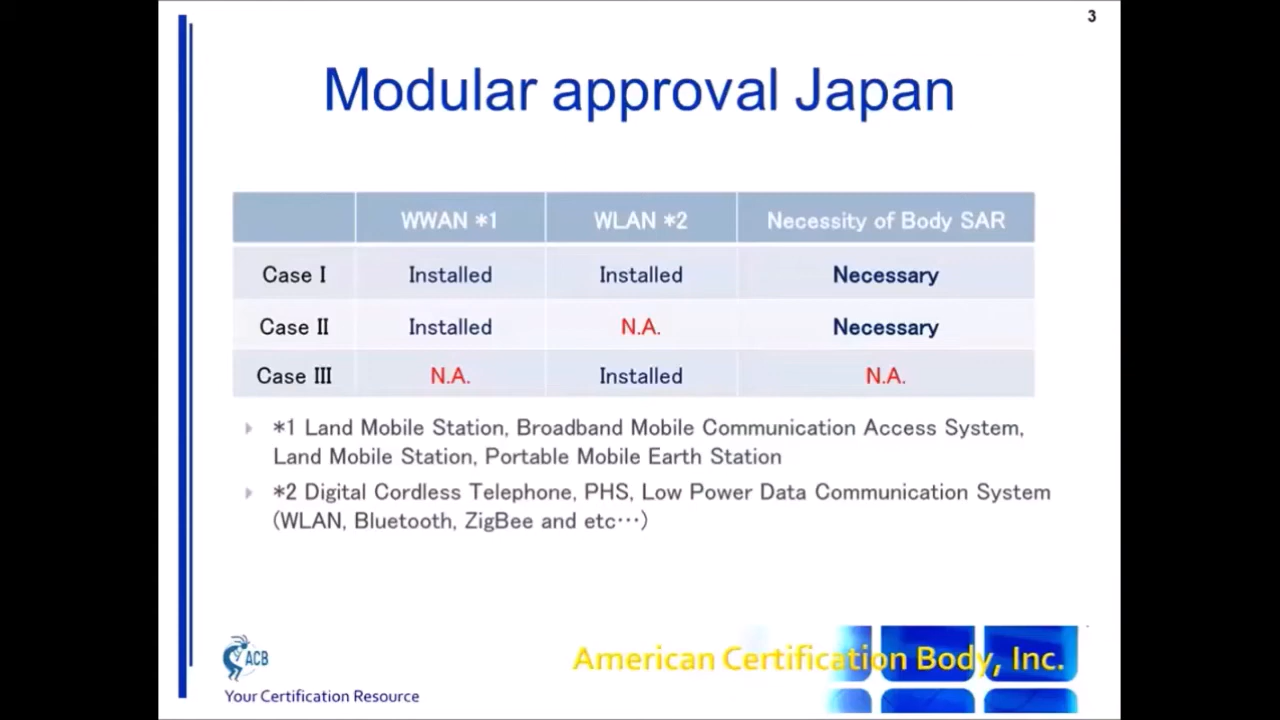 3
Modular approval Japan
WWAN *1 WLAN *2 Necessity of Body SAR
Case I Installed Installed Necessary
Case II Installed N.A. Necessary
Case III N.A. Installed N.A.
*1 Land Mobile Station, Broadband Mobile Communication Access System,
Land Mobile Station, Portable Mobile Earth Station
*2 Digital Cordless Telephone, PHS, Low Power Data Communication System
(WLAN, Bluetooth, ZigBee and etc…)
ACB
American Certification Body, Inc.
Your Certification Resource